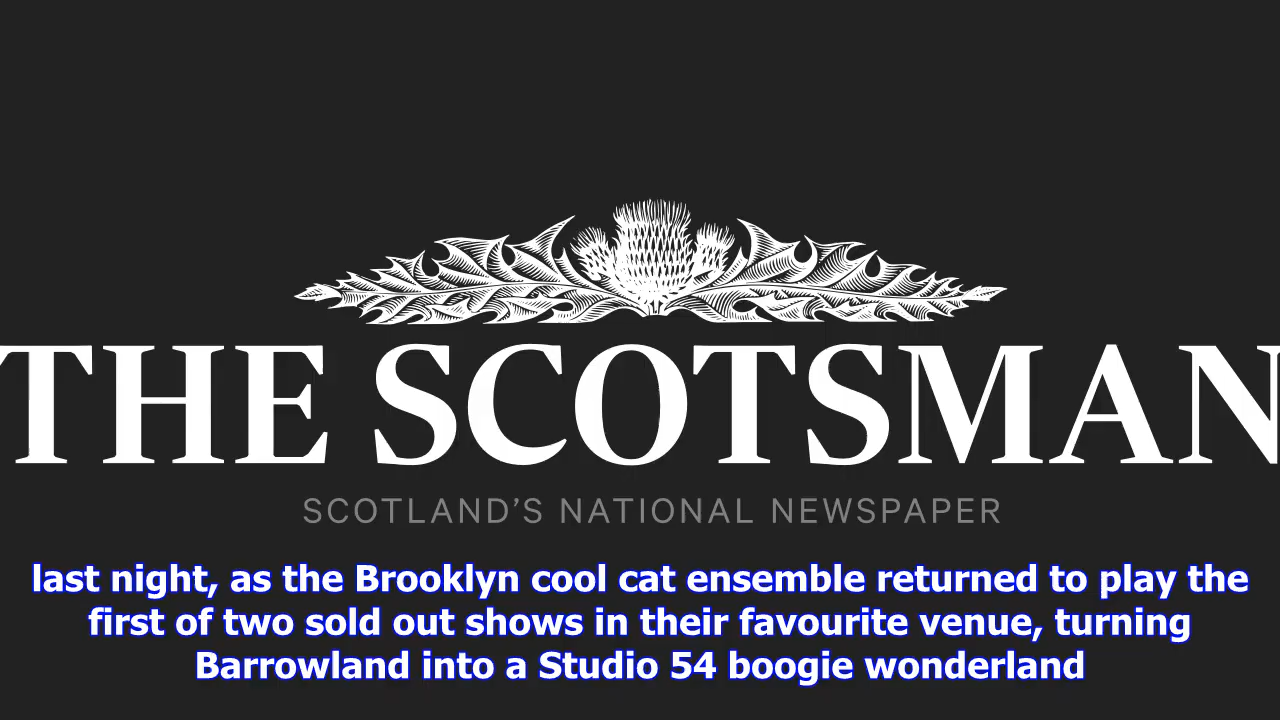 THE SCOTSMAN
SCOTLAND'S NATIONAL NEWSPAPER
last night, as the Brooklyn cool cat ensemble returned to play the
first of two sold out shows in their favourite venue, turning
Barrowland into a Studio 54 boogie wonderland